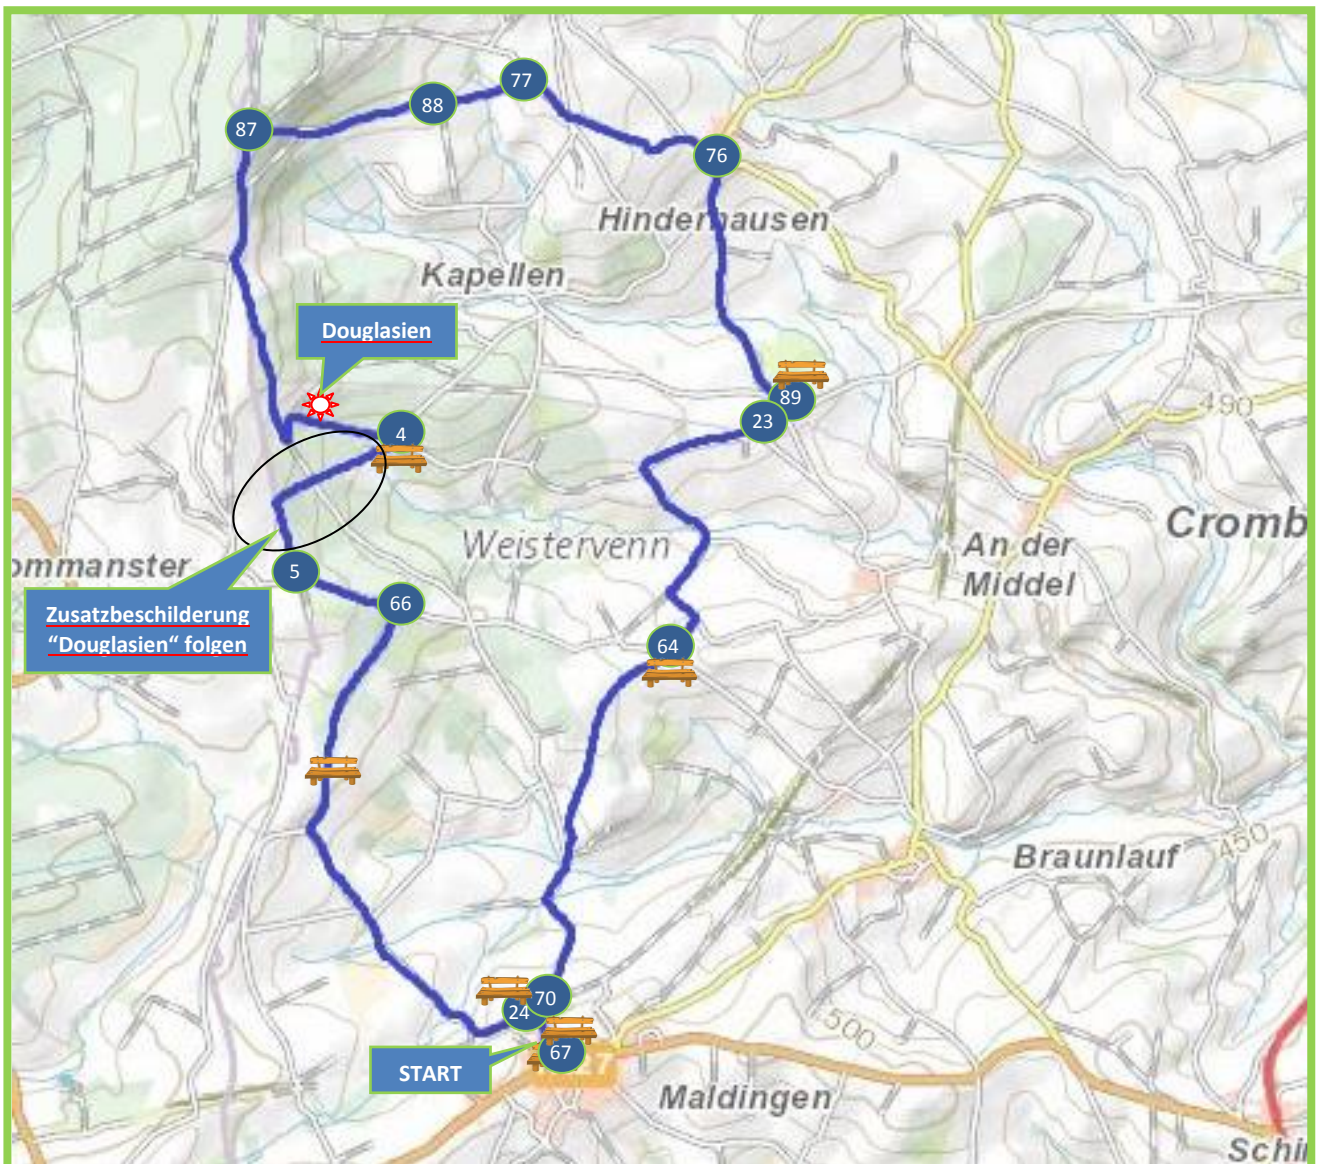 77
88
87
76
Hinderhausen
Kapellen
Douglasien
89
490
23
4
Cromb
Weistervenn
An der
Middel
ommanster
5
66
Zusatzbeschilderung
“Douglasien“ folgen
64
Braunlauf
450
70
24
500
67
START
Maldingen
Schi